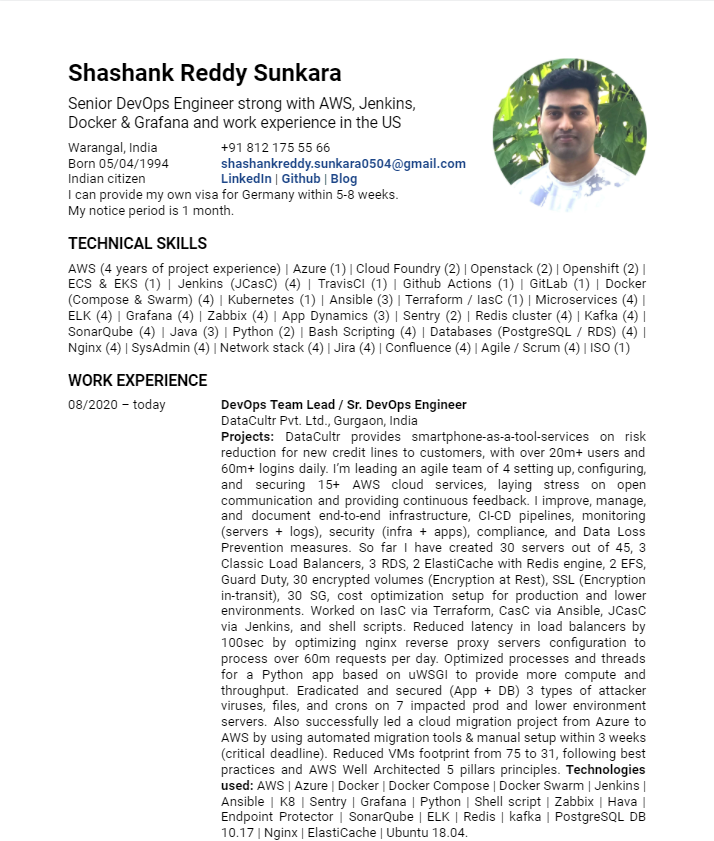 Shashank Reddy Sunkara
Senior DevOps Engineer strong with AWS, Jenkins,
Docker & Grafana and work experience in the US
Warangal, India +91 812 175 55 66
Born 05/04/1994 shashankreddy.sunkara0504@gmail.com
Indian citizen LinkedIn | Github | Blog
I can provide my own visa for Germany within 5-8 weeks.
My notice period is 1 month.
TECHNICAL SKILLS
AWS (4 years of project experience) | Azure (1) | Cloud Foundry (2) | Openstack (2) | Openshift (2) |
ECS & EKS (1) | Jenkins (JCasC) (4) | TravisCI (1) | Github Actions (1) | GitLab (1) | Docker
(Compose & Swarm) (4) | Kubernetes (1) | Ansible (3) | Terraform / IasC (1) | Microservices (4) |
ELK (4) | Grafana (4) | Zabbix (4) | App Dynamics (3) | Sentry (2) | Redis cluster (4) | Kafka (4) |
SonarQube (4) | Java (3) | Python (2) | Bash Scripting (4) | Databases (PostgreSQL / RDS) (4) |
Nginx (4) | SysAdmin (4) | Network stack (4) | Jira (4) | Confluence (4) | Agile / Scrum (4) | ISO (1)
WORK EXPERIENCE
08/2020 – today DevOps Team Lead / Sr. DevOps Engineer
DataCultr Pvt. Ltd., Gurgaon, India
Projects: DataCultr provides smartphone-as-a-tool-services on risk
reduction for new credit lines to customers, with over 20m+ users and
60m+ logins daily. I'm leading an agile team of 4 setting up, configuring,
and securing 15+ AWS cloud services, laying stress on open
communication and providing continuous feedback. I improve, manage,
and document end-to-end infrastructure, CI-CD pipelines, monitoring
(servers + logs), security (infra + apps), compliance, and Data Loss
Prevention measures. So far I have created 30 servers out of 45, 3
Classic Load Balancers, 3 RDS, 2 ElastiCache with Redis engine, 2 EFS,
Guard Duty, 30 encrypted volumes (Encryption at Rest), SSL (Encryption
in-transit), 30 SG, cost optimization setup for production and lower
environments. Worked on IasC via Terraform, CasC via Ansible, JCasC
via Jenkins, and shell scripts. Reduced latency in load balancers by
100sec by optimizing nginx reverse proxy servers configuration to
process over 60m requests per day. Optimized processes and threads
for a Python app based on uWSGI to provide more compute and
throughput. Eradicated and secured (App + DB) 3 types of attacker
viruses, files, and crons on 7 impacted prod and lower environment
servers. Also successfully led a cloud migration project from Azure to
AWS by using automated migration tools & manual setup within 3 weeks
(critical deadline). Reduced VMs footprint from 75 to 31, following best
practices and AWS Well Architected 5 pillars principles. Technologies
used: AWS | Azure | Docker | Docker Compose | Docker Swarm | Jenkins |
Ansible | K8 | Sentry | Grafana | Python | Shell script | Zabbix | Hava |
Endpoint Protector | SonarQube | ELK | Redis | kafka | PostgreSQL DB
10.17 | Nginx | ElastiCache | Ubuntu 18.04.